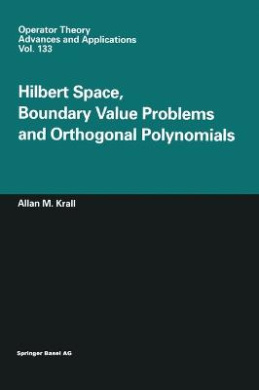 Operator Theory
Advances and Applications
Vol. 133
Hilbert Space,
Boundary Value Problems
and Orthogonal Polynomials
Allan M. Krall
Springer Basel AG